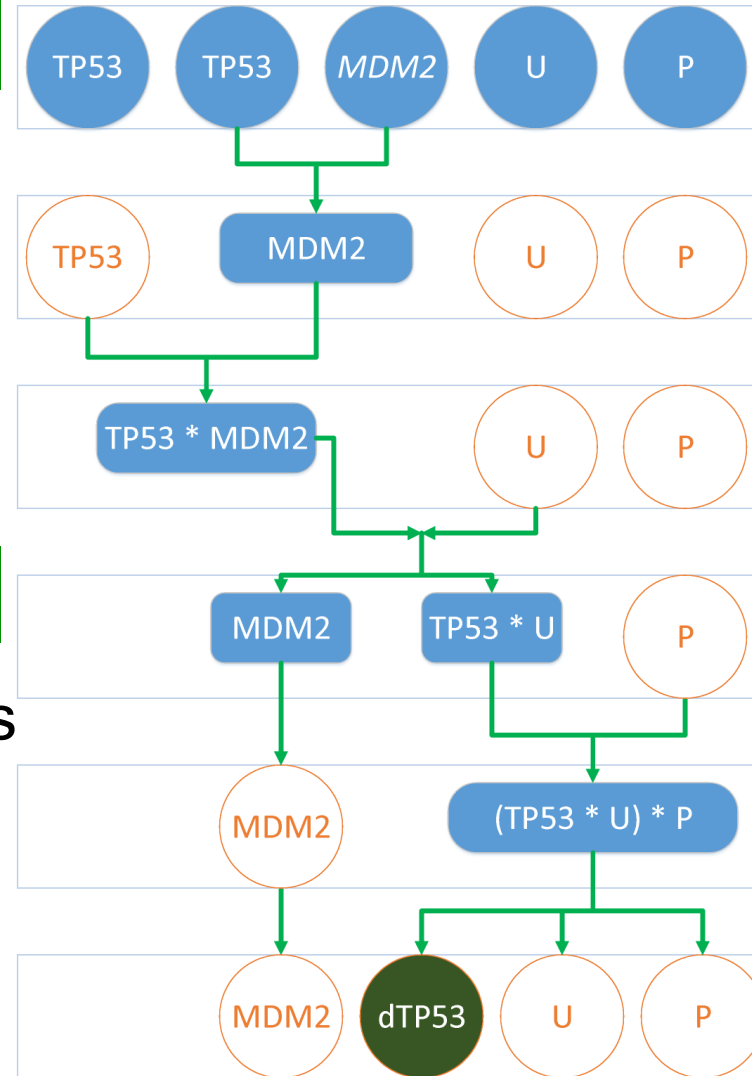 TP53 TP53 MDM2 U P
TP53 MDM2 U P
TP53 * MDM2 U P
MDM2 TP53 * U P
s
MDM2 (TP53 * U) * P
MDM2 dTP53 U P